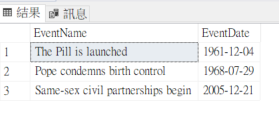 結果 訊息
EventName EventDate
1 The Pill is launched 1961-12-04
2 Pope condemns birth control 1968-07-29
3 Same-sex civil partnerships begin 2005-12-21